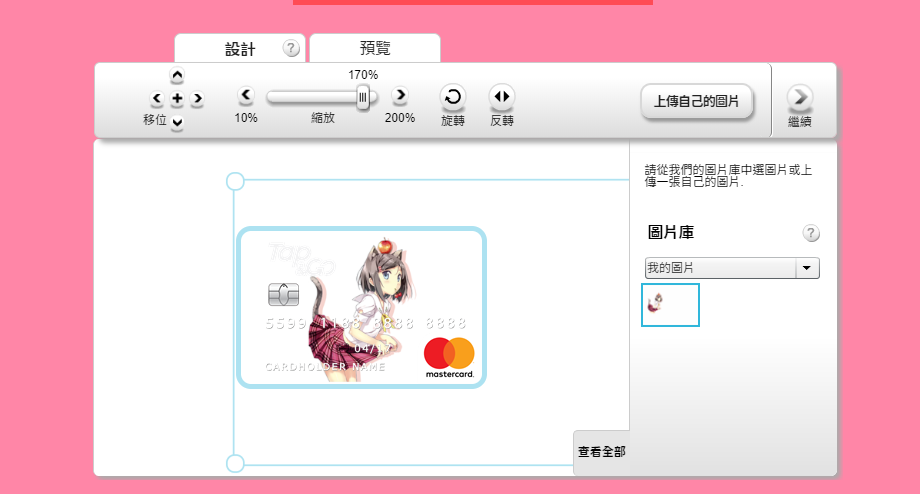 設計
?
預覽
170%
移位
10%
縮放
200%
旋轉
反轉
上傳自己的圖片
繼續
請從我們的圖片庫中選圖片或上
傳一張自己的圖片.
圖片庫
?
我的圖片
Tap
&Go
5599 1188 8888 8888
04/17
CARDHOLDER NAME
mastercard.
查看全部